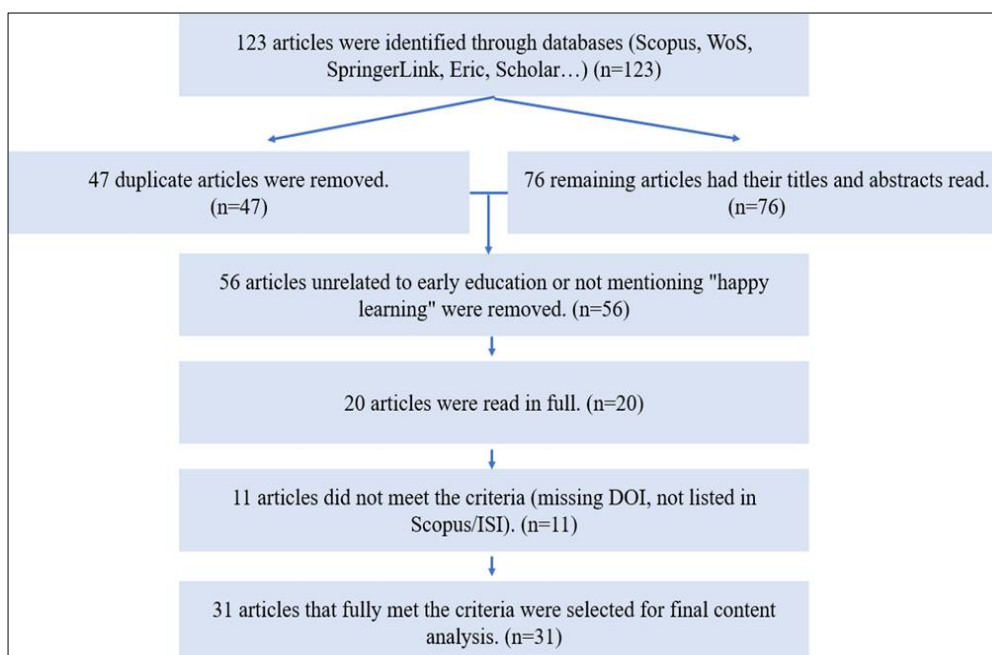 123 articles were identified through databases (Scopus, WoS,
SpringerLink, Eric, Scholar…) (n=123)
47 duplicate articles were removed.
(n=47)
76 remaining articles had their titles and abstracts read.
(n=76)
56 articles unrelated to early education or not mentioning "happy
learning" were removed. (n=56)
20 articles were read in full. (n=20)
11 articles did not meet the criteria (missing DOI, not listed in
Scopus/ISI). (n=11)
31 articles that fully met the criteria were selected for final content
analysis. (n=31)